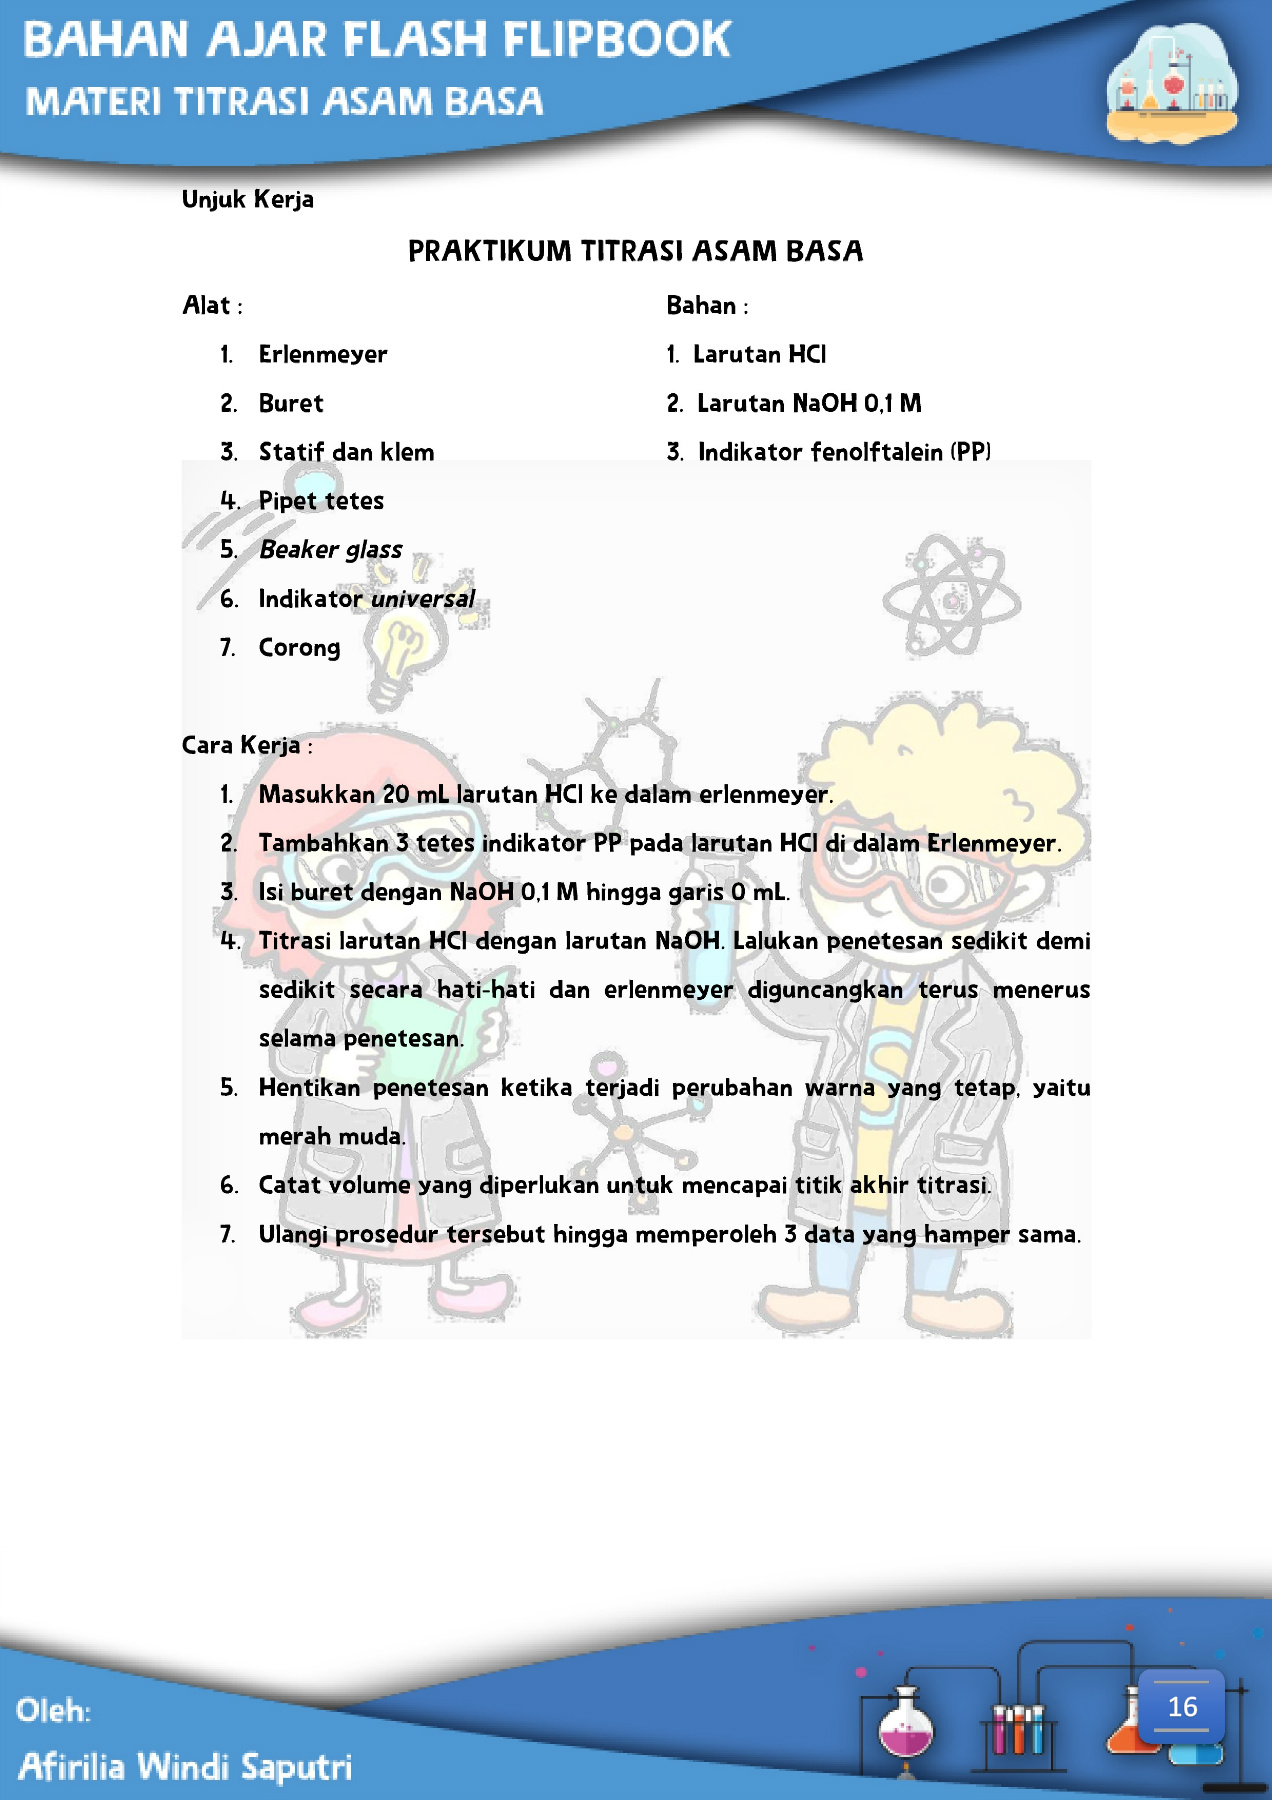 BAHAN AJAR FLASH FLIPBOOK
MATERI TITRASI ASAM BASA
Unjuk Kerja
PRAKTIKUM TITRASI ASAM BASA
Alat :
1. Erlenmeyer
2. Buret
3. Statif dan klem
4. Pipet tetes
5. Beaker glass
6. Indikator universal
7. Corong
Bahan :
1. Larutan HCl
2. Larutan NaOH 0,1 M
3. Indikator fenolftalein (PP)
Cara Kerja :
1. Masukkan 20 mL larutan HCl ke dalam erlenmeyer.
2. Tambahkan 3 tetes indikator PP pada larutan HCl di dalam Erlenmeyer.
3. Isi buret dengan NaOH 0,1 M hingga garis 0 mL.
4. Titrasi larutan HCl dengan larutan NaOH. Lalukan penetesan sedikit demi
sedikit secara hati-hati dan erlenmeyer diguncangkan terus menerus
selama penetesan.
5. Hentikan penetesan ketika terjadi perubahan warna yang tetap, yaitu
merah muda.
6. Catat volume yang diperlukan untuk mencapai titik akhir titrasi.
7. Ulangi prosedur tersebut hingga memperoleh 3 data yang hamper sama.
16
Oleh:
Afirilia Windi Saputri